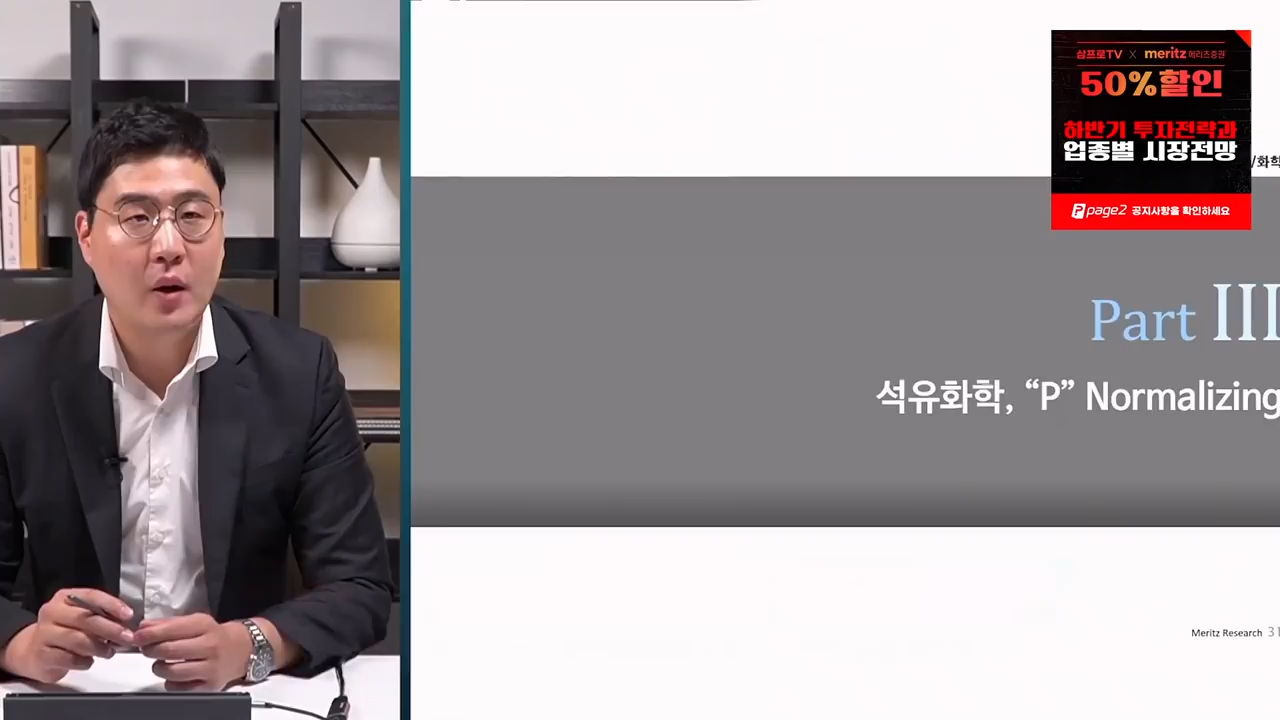 삼프로TV X meritz 메리츠증권
50%할인
하반기 투자전략과
업종별 시장전망
page2 공지사항을 확인하세요
/화학
Part III
석유화학, “P” Normalizing
Meritz Research 31